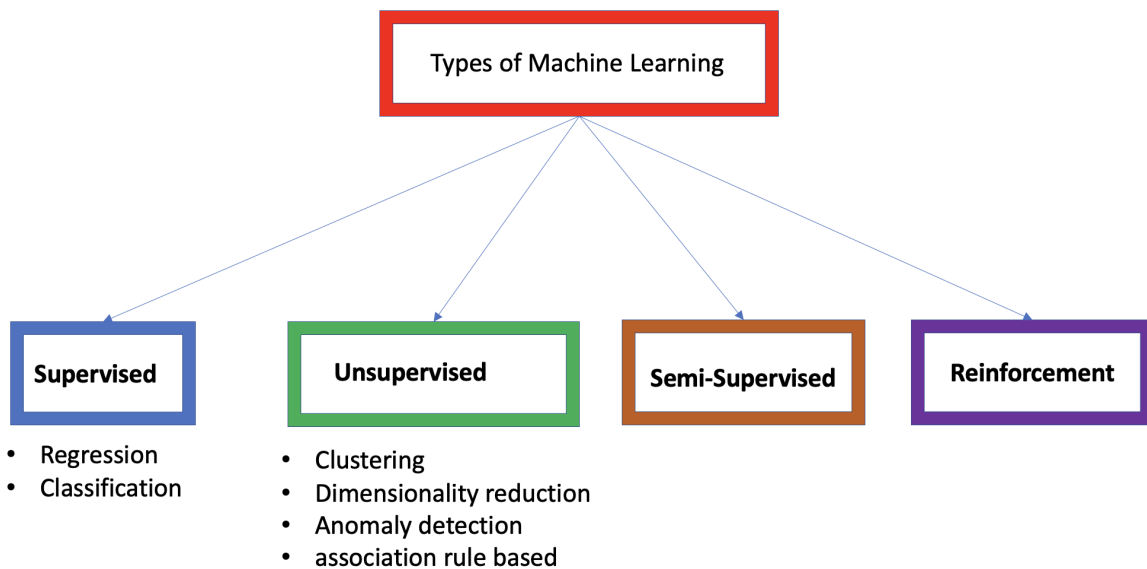 Types of Machine Learning
Supervised
• Regression
• Classification
Unsupervised
• Clustering
• Dimensionality reduction
• Anomaly detection
• association rule based
Semi-Supervised
Reinforcement